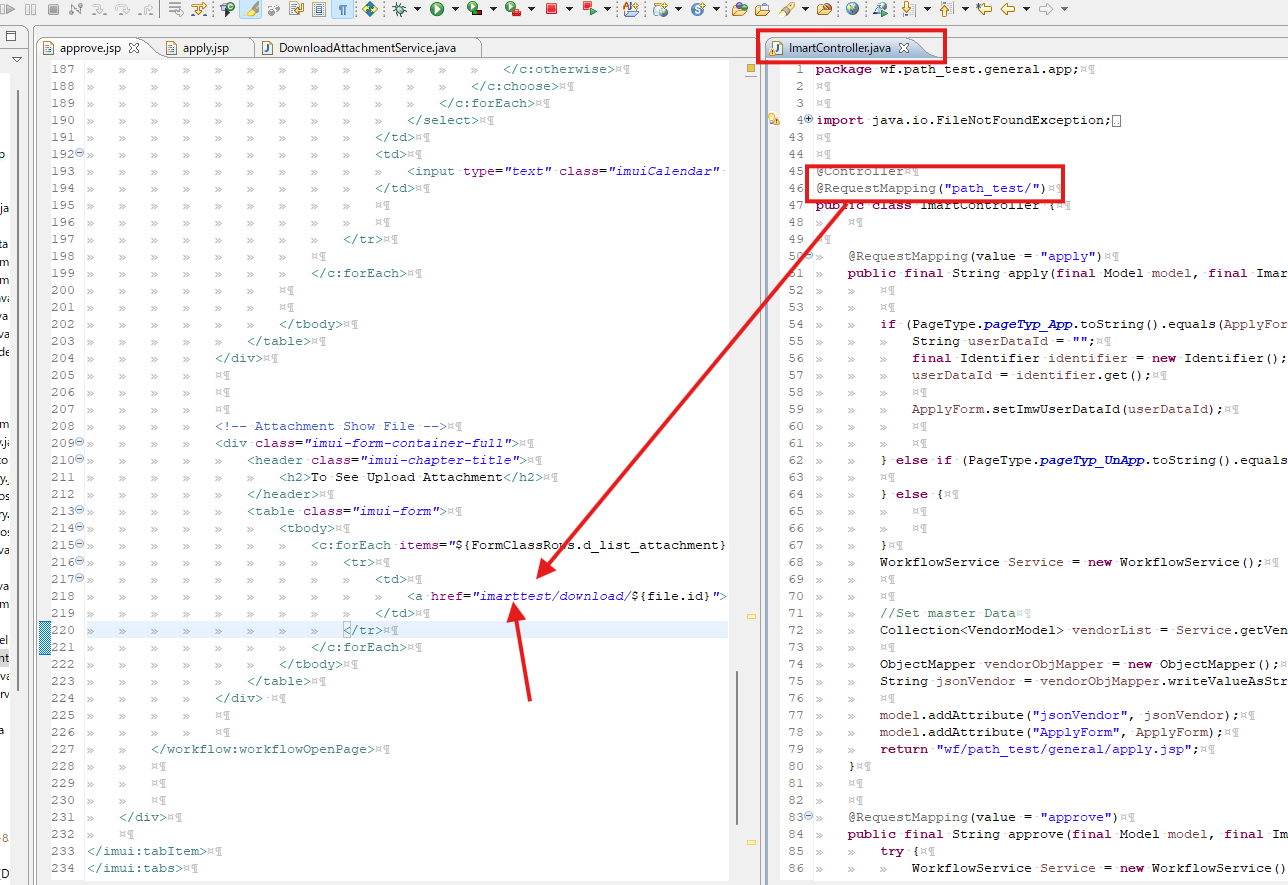 approve.jsp
apply.jsp
DownloadAttachmentService.java
187 </c:otherwise>
188 </c:choose>
189 </c:forEach>
190 </select>
191 </td>
192 <td>
193 <input type="text" class="imuiCalendar"
194 </td>
195
196
197 </tr>
198
199 </c:forEach>
200
201
202 </tbody>
203 </table>
204 </div>
205
206
207
208 <!-- Attachment Show File -->
209 <div class="imui-form-container-full">
210 <header class="imui-chapter-title">
211 <h2>To See Upload Attachment</h2>
212 </header>
213 <table class="imui-form">
214 <tbody>
215 <c:forEach items="${FormClassRows.d_list_attachment}
216 <tr>
217 <td>
218 <a href="imarttest/download/${file.id}">
219 </td>
220 </tr>
221 </c:forEach>
222 </tbody>
223 </table>
224 </div>
225
226
227 </workflow:workflowOpenPage>
228
229
230
231 </div>
232
233 </imui:tabItem>
234 </imui:tabs>
ImartController.java
1 package wf.path_test.general.app;
2
3
4 import java.io.FileNotFoundException;
43
44
45 @Controller
46 @RequestMapping("path_test/")
47 public class ImartController {
48
49
50 @RequestMapping(value = "apply")
51 public final String apply(final Model model, final Imar
52
53
54 if (PageType.pageTyp_App.toString().equals(ApplyFor
55 String userDataId = "";
56 final Identifier identifier = new Identifier();
57 userDataId = identifier.get();
58
59 ApplyForm.setImwUserDataId(userDataId);
60
61
62 } else if (PageType.pageTyp_UnApp.toString().equals
63
64 } else {
65
66
67 }
68 WorkflowService Service = new WorkflowService();
69
70
71 //Set master Data
72 Collection<VendorModel> vendorList = Service.getVen
73
74 ObjectMapper vendorObjMapper = new ObjectMapper();
75 String jsonVendor = vendorObjMapper.writeValueAsStr
76
77 model.addAttribute("jsonVendor", jsonVendor);
78 model.addAttribute("ApplyForm", ApplyForm);
79 return "wf/path_test/general/apply.jsp";
80 }
81
82
83 @RequestMapping(value = "approve")
84 public final String approve(final Model model, final Im
85 try {
86 WorkflowService Service = new WorkflowService()